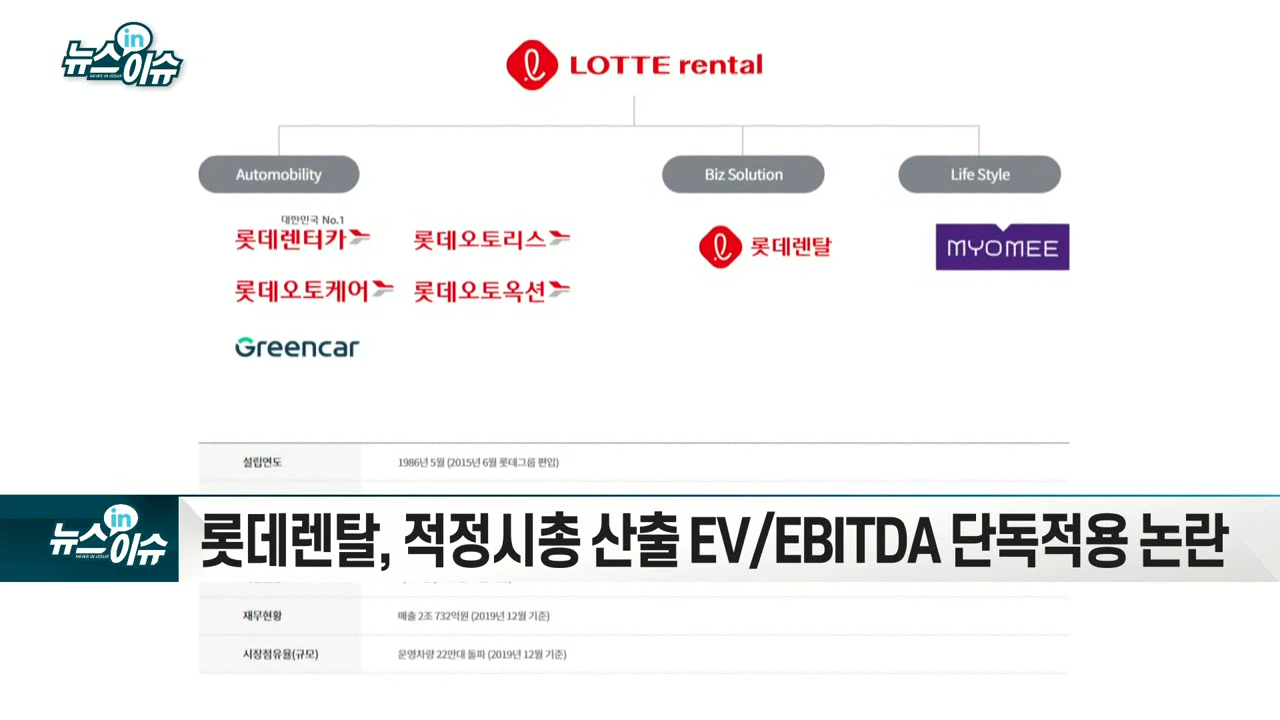 뉴스in이슈
NEWS IN ISSUE
LOTTE rental
Automobility
Biz Solution
Life Style
대한민국 No.1
롯데렌터카
롯데오토리스
롯데렌탈
MYOMEE
롯데오토케어
롯데오토옥션
Greencar
설립연도
1986년 5월 (2015년 6월 롯데그룹 편입)
뉴스in이슈
NEWS IN ISSUE
롯데렌탈, 적정시총 산출 EV/EBITDA 단독적용 논란
재무현황
매출 2조 732억원 (2019년 12월 기준)
시장점유율(규모)
운영차량 22만대 돌파 (2019년 12월 기준)